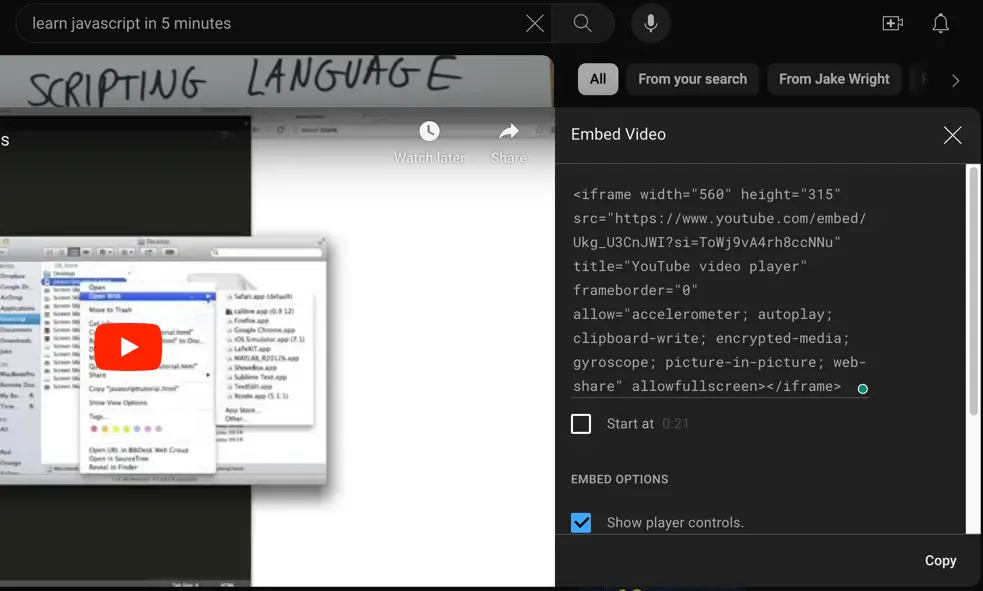 learn javascript in 5 minutes
SCRIPTING LANGUAGE
All
From your search
From Jake Wright
s
Watch later
Share
Embed Video
<iframe width="560" height="315"
src="https://www.youtube.com/embed/
Ukg_U3CnJWI?si=ToWj9vA4rh8ccNNu"
title="YouTube video player"
frameborder="0"
allow="accelerometer; autoplay;
clipboard-write; encrypted-media;
gyroscope; picture-in-picture; web-
share" allowfullscreen></iframe>
Start at 0:21
EMBED OPTIONS
Show player controls.
Copy
Desktop
Open
Open With
Move to Trash
Share
Copy "javascripttutorial.html"
Show View Options
Tags...
Open URL in BibDesk Web Group
Open in SourceTree
Reveal in Finder
Safari.app (default)
calibre.app (0.9.12)
Firefox.app
Google Chrome.app
iOS Simulator.app (7.1)
LaTeXiT.app
MATLAB_R2012b.app
ShoveBox.app
Sublime Text.app
TextEdit.app
Xcode.app (5.1.1)
App Store...
Other...
Applications
Documents
Downloads